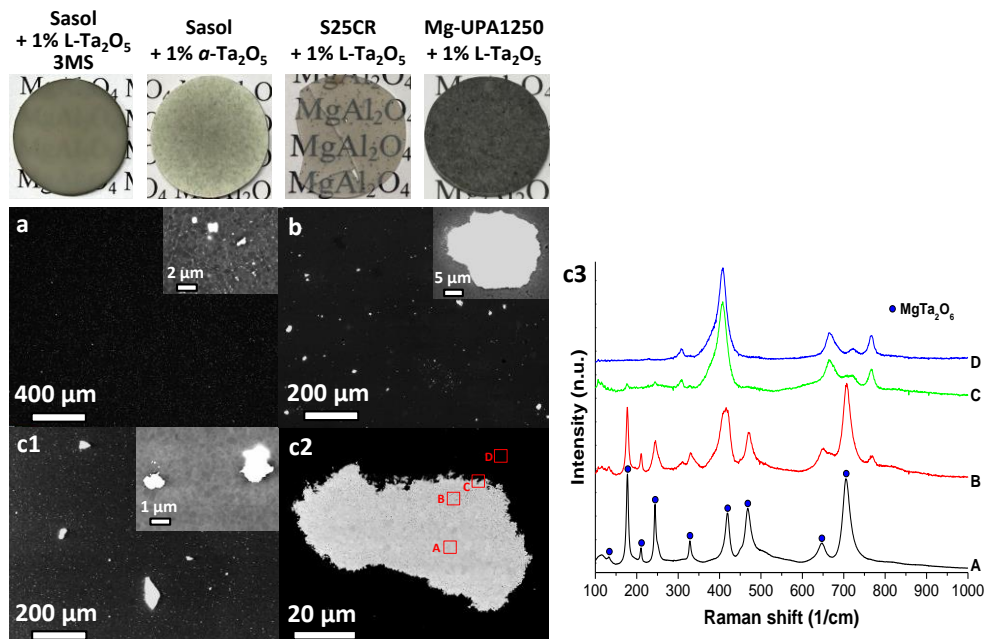 Sasol
+ 1% L-Ta₂O₅
3MS
Sasol
+ 1% α-Ta₂O₅
S25CR
+ 1% L-Ta₂O₅
Mg-UPA1250
+ 1% L-Ta₂O₅
MgAl₂O₄
MgAl₂O
MgAl₂O₄
MgAl₂O₄
MgAl₂O₄
a
2 µm
400 µm
b
5 µm
200 µm
c1
1 µm
200 µm
c2
D
C
B
A
20 µm
c3
MgTa₂O₆
D
C
B
A
Intensity (n.u.)
100 200 300 400 500 600 700 800 900 1000
Raman shift (1/cm)